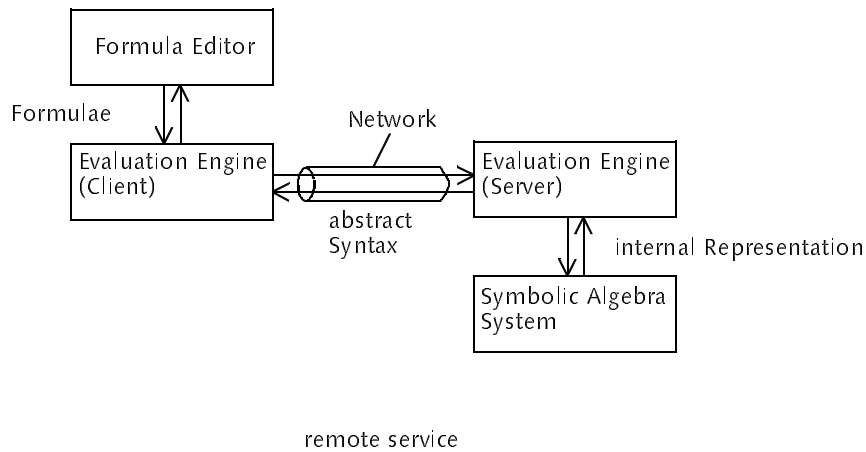 Formula Editor
Formulae
Network
Evaluation Engine
(Client)
Evaluation Engine
(Server)
abstract
Syntax
internal Representation
Symbolic Algebra
System
remote service